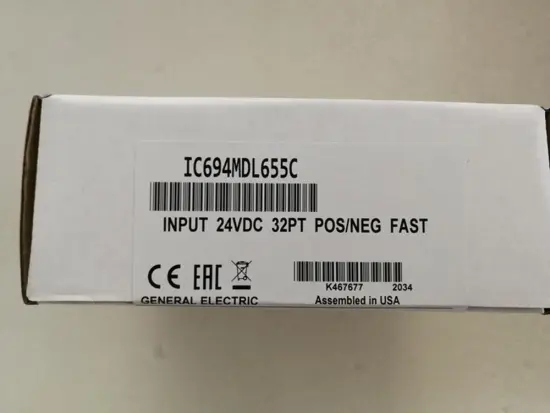 IC694MDL655C
INPUT 24VDC 32PT POS/NEG FAST
CE EAC
K467677 2034
GENERAL ELECTRIC Assembled in USA